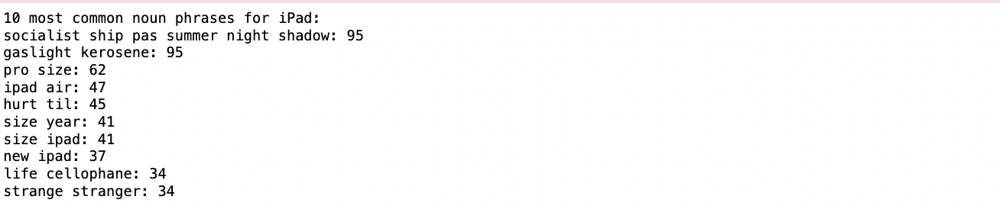 10 most common noun phrases for iPad:
socialist ship pas summer night shadow: 95
gaslight kerosene: 95
pro size: 62
ipad air: 47
hurt til: 45
size year: 41
size ipad: 41
new ipad: 37
life cellophane: 34
strange stranger: 34